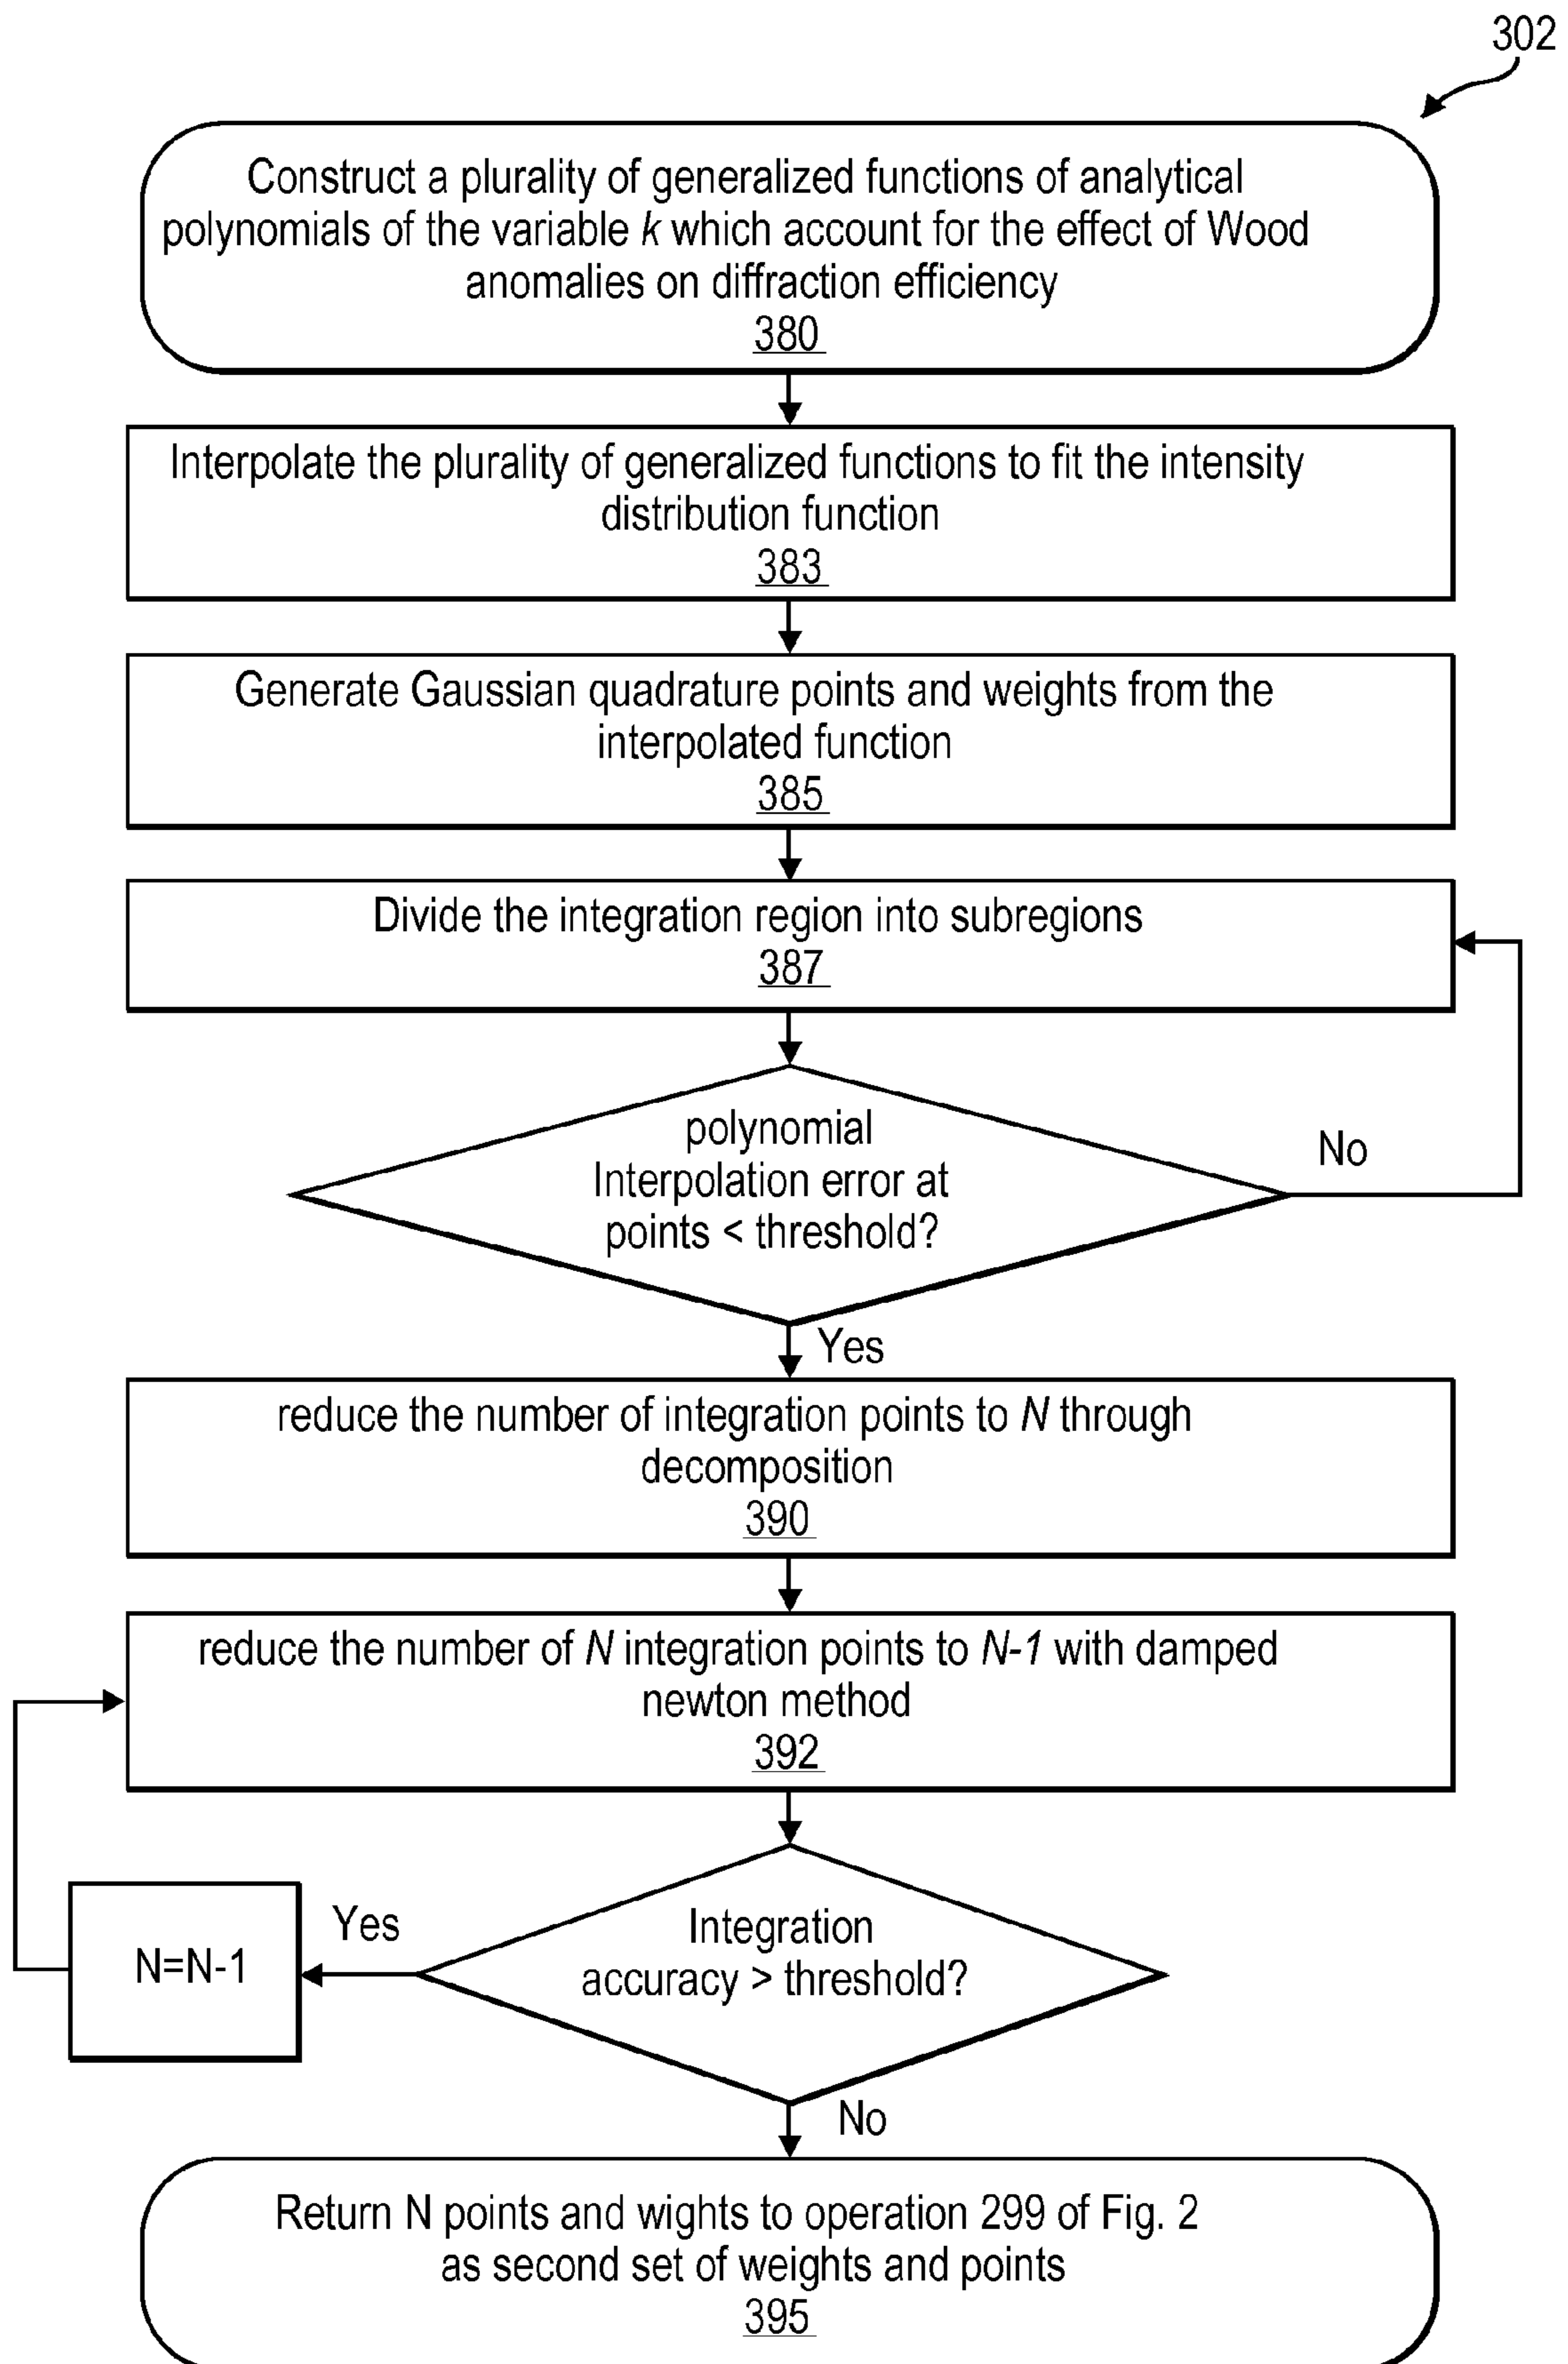 302
Construct a plurality of generalized functions of analytical
polynomials of the variable k which account for the effect of Wood
anomalies on diffraction efficiency
380
Interpolate the plurality of generalized functions to fit the intensity
distribution function
383
Generate Gaussian quadrature points and weights from the
interpolated function
385
Divide the integration region into subregions
387
polynomial
Interpolation error at
points < threshold?
No
Yes
reduce the number of integration points to N through
decomposition
390
reduce the number of N integration points to N-1 with damped
newton method
392
Integration
accuracy > threshold?
Yes
N=N-1
No
Return N points and wights to operation 299 of Fig. 2
as second set of weights and points
395